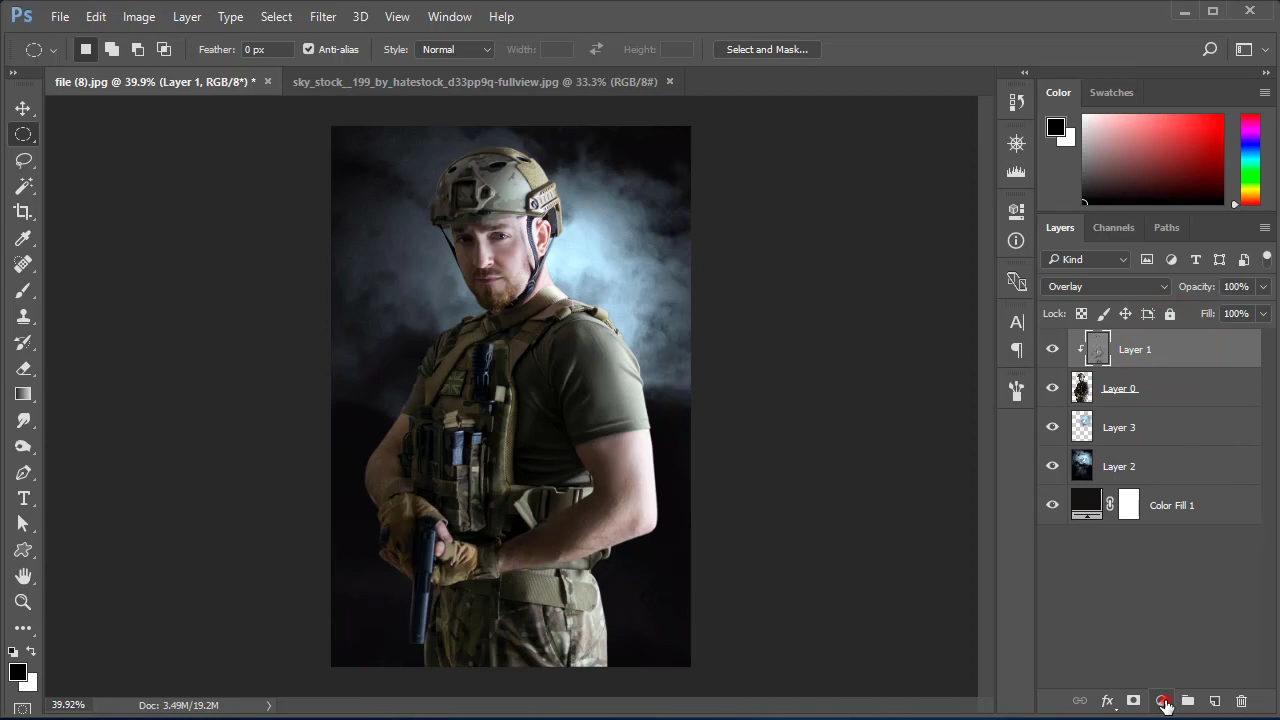 Ps File Edit Image Layer Type Select Filter 3D View Window Help
Feather: 0 px Anti-alias Style: Normal Width: Height: Select and Mask...
file (8).jpg @ 39.9% (Layer 1, RGB/8*) * sky_stock__199_by_hatestock_d33pp9q-fullview.jpg @ 33.3% (RGB/8#)
Color Swatches
Layers Channels Paths
Kind
Overlay Opacity: 100%
Lock: Fill: 100%
Layer 1
Layer 0
Layer 3
Layer 2
Color Fill 1
39.92% Doc: 3.49M/19.2M